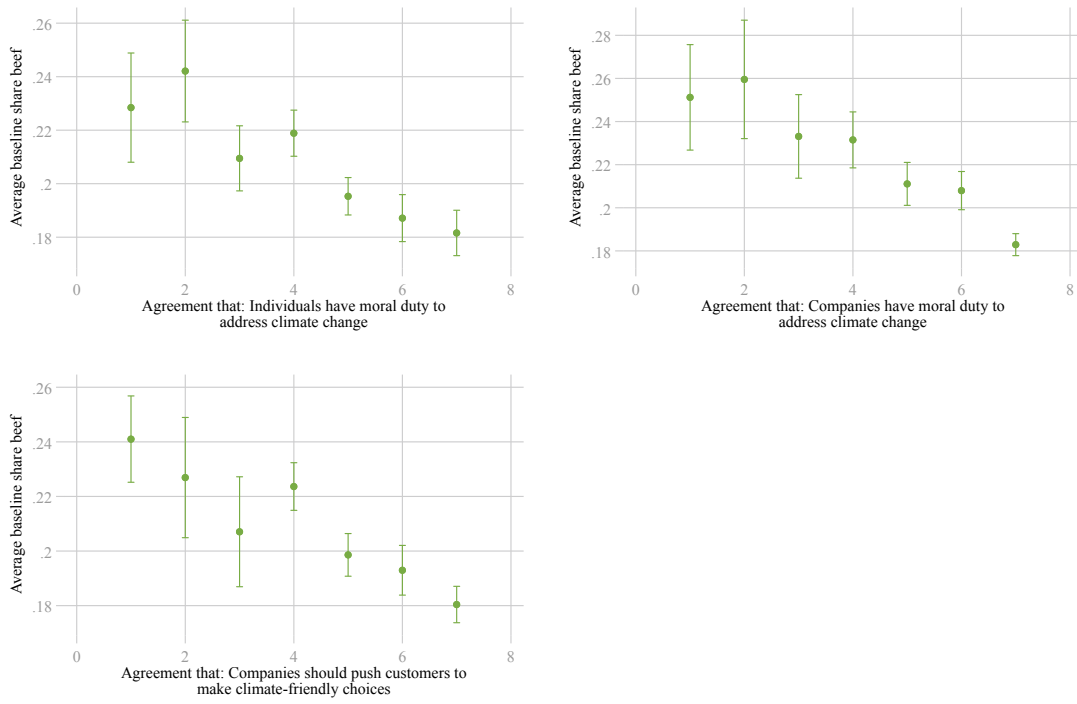 Average baseline share beef
.26
.24
.22
.2
.18
0 2 4 6 8
Agreement that: Individuals have moral duty to
address climate change
Average baseline share beef
.28
.26
.24
.22
.2
.18
0 2 4 6 8
Agreement that: Companies have moral duty to
address climate change
Average baseline share beef
.26
.24
.22
.2
.18
0 2 4 6 8
Agreement that: Companies should push customers to
make climate-friendly choices